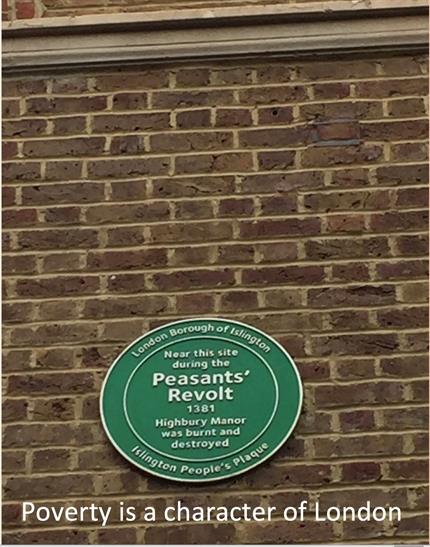 London Borough of Islington
Near this site
during the
Peasants'
Revolt
1381
Highbury Manor
was burnt and
destroyed
Islington People's Plaque
Poverty is a character of London